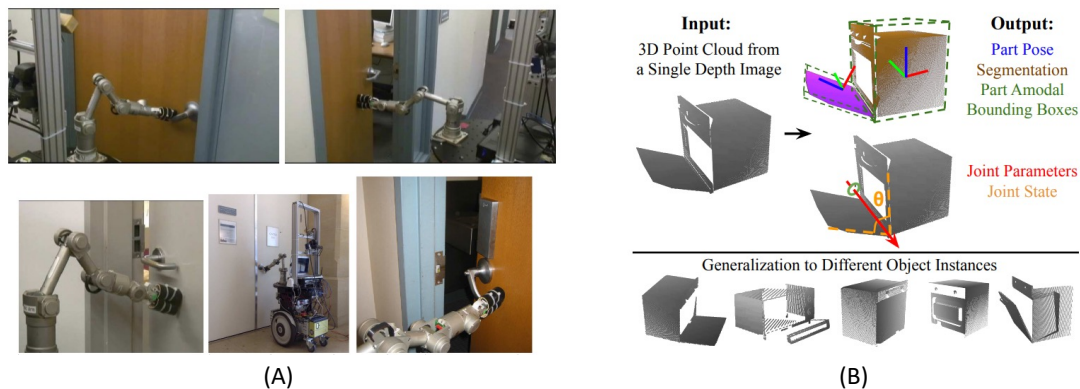 Input:
3D Point Cloud from
a Single Depth Image
Output:
Part Pose
Segmentation
Part Amodal
Bounding Boxes
θ
Joint Parameters
Joint State
Generalization to Different Object Instances
(A)
(B)